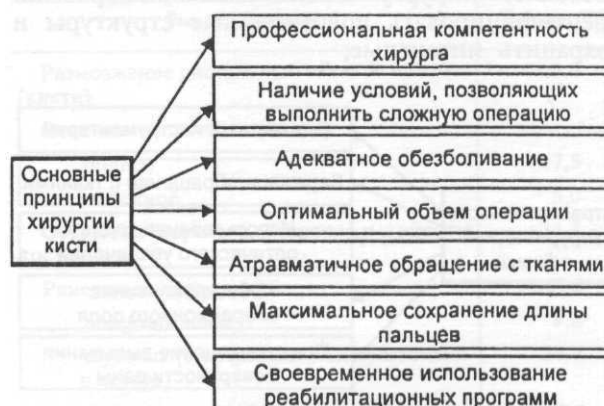 Профессиональная компетентность
хирурга
Наличие условий, позволяющих
выполнить сложную операцию
Основные
принципы
хирургии
кисти
Адекватное обезболивание
Оптимальный объем операции
Атравматичное обращение с тканями
Максимальное сохранение длины
пальцев
Своевременное использование
реабилитационных программ